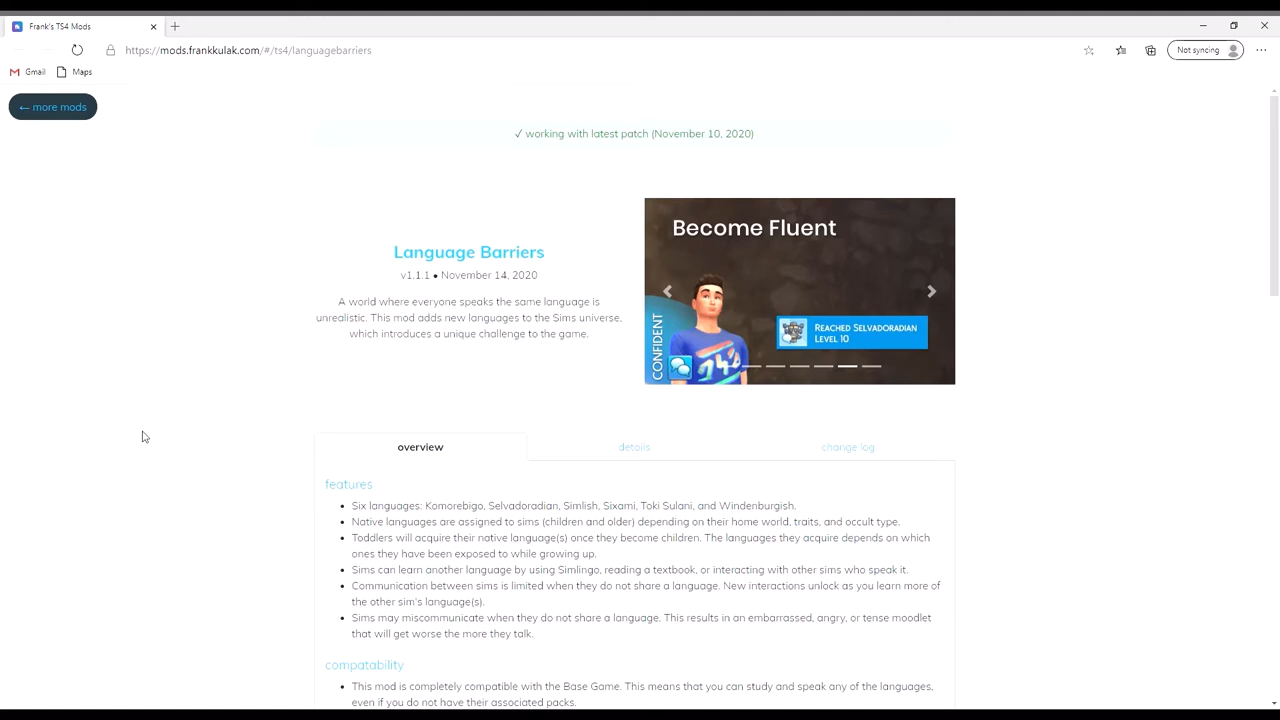 Frank's TS4 Mods
https://mods.frankkulak.com/#/ts4/languagebarriers
Not syncing
Gmail
Maps
← more mods
✓ working with latest patch (November 10, 2020)
Become Fluent
Language Barriers
v1.1.1 • November 14, 2020
A world where everyone speaks the same language is
unrealistic. This mod adds new languages to the Sims universe,
which introduces a unique challenge to the game.
CONFIDENT
REACHED SELVADORADIAN
LEVEL 10
overview
details
change log
features
• Six languages: Komorebigo, Selvadoradian, Simlish, Sixami, Toki Sulani, and Windenburgish.
• Native languages are assigned to sims (children and older) depending on their home world, traits, and occult type.
• Toddlers will acquire their native language(s) once they become children. The languages they acquire depends on which
ones they have been exposed to while growing up.
• Sims can learn another language by using Simlingo, reading a textbook, or interacting with other sims who speak it.
• Communication between sims is limited when they do not share a language. New interactions unlock as you learn more of
the other sim's language(s).
• Sims may miscommunicate when they do not share a language. This results in an embarrassed, angry, or tense moodlet
that will get worse the more they talk.
compatability
• This mod is completely compatible with the Base Game. This means that you can study and speak any of the languages,
even if you do not have their associated packs.